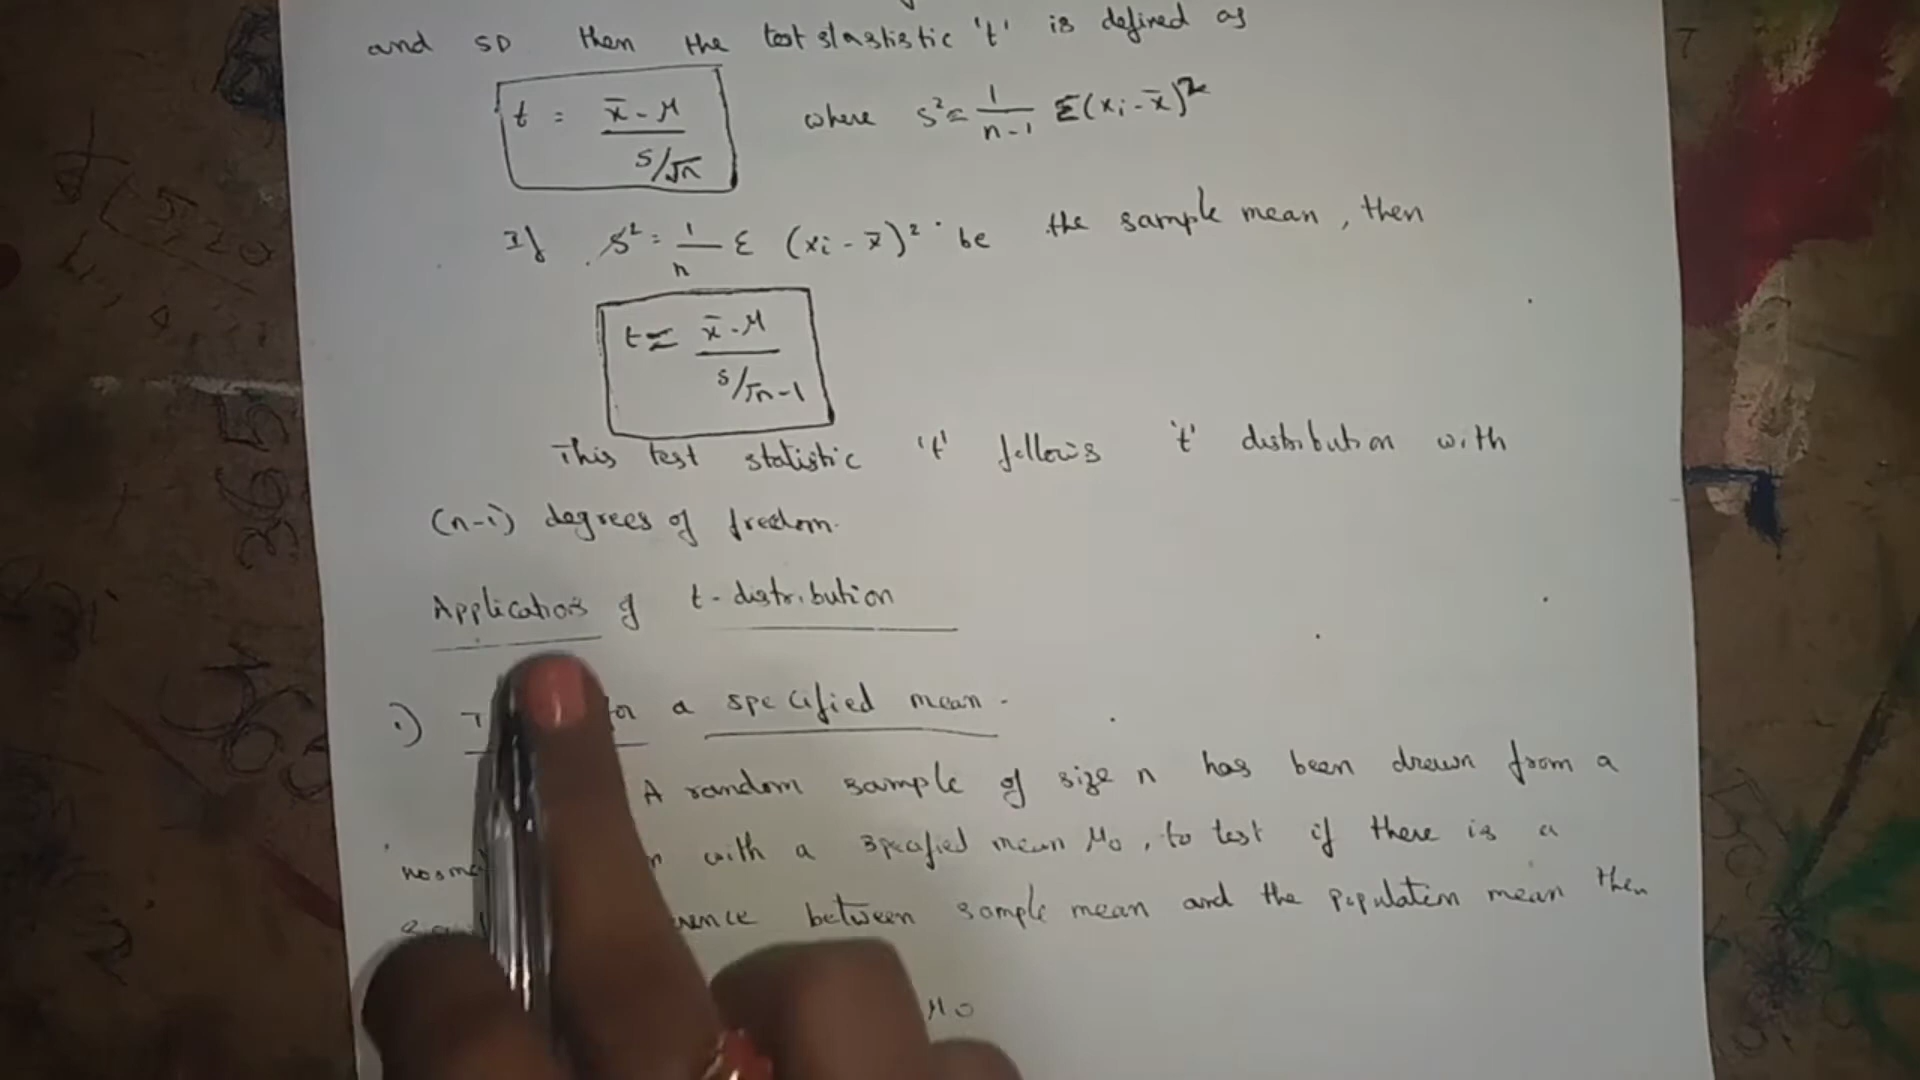 and SD then the test stastistic 't' is defined as
t = x̄ - μ / S/√n where S² = 1/n-1 Σ(xi - x̄)²
If s² = 1/n Σ (xi - x̄)² be the sample mean, then
t = x̄ - μ / s/√n-1
This test statistic 't' follows 't' distribution with
(n-1) degrees of freedom.
Applications of t-distribution
1) for a specified mean.
A random sample of size n has been drawn from a
with a specified mean μ0, to test if there is a
between sample mean and the population mean then
μ0